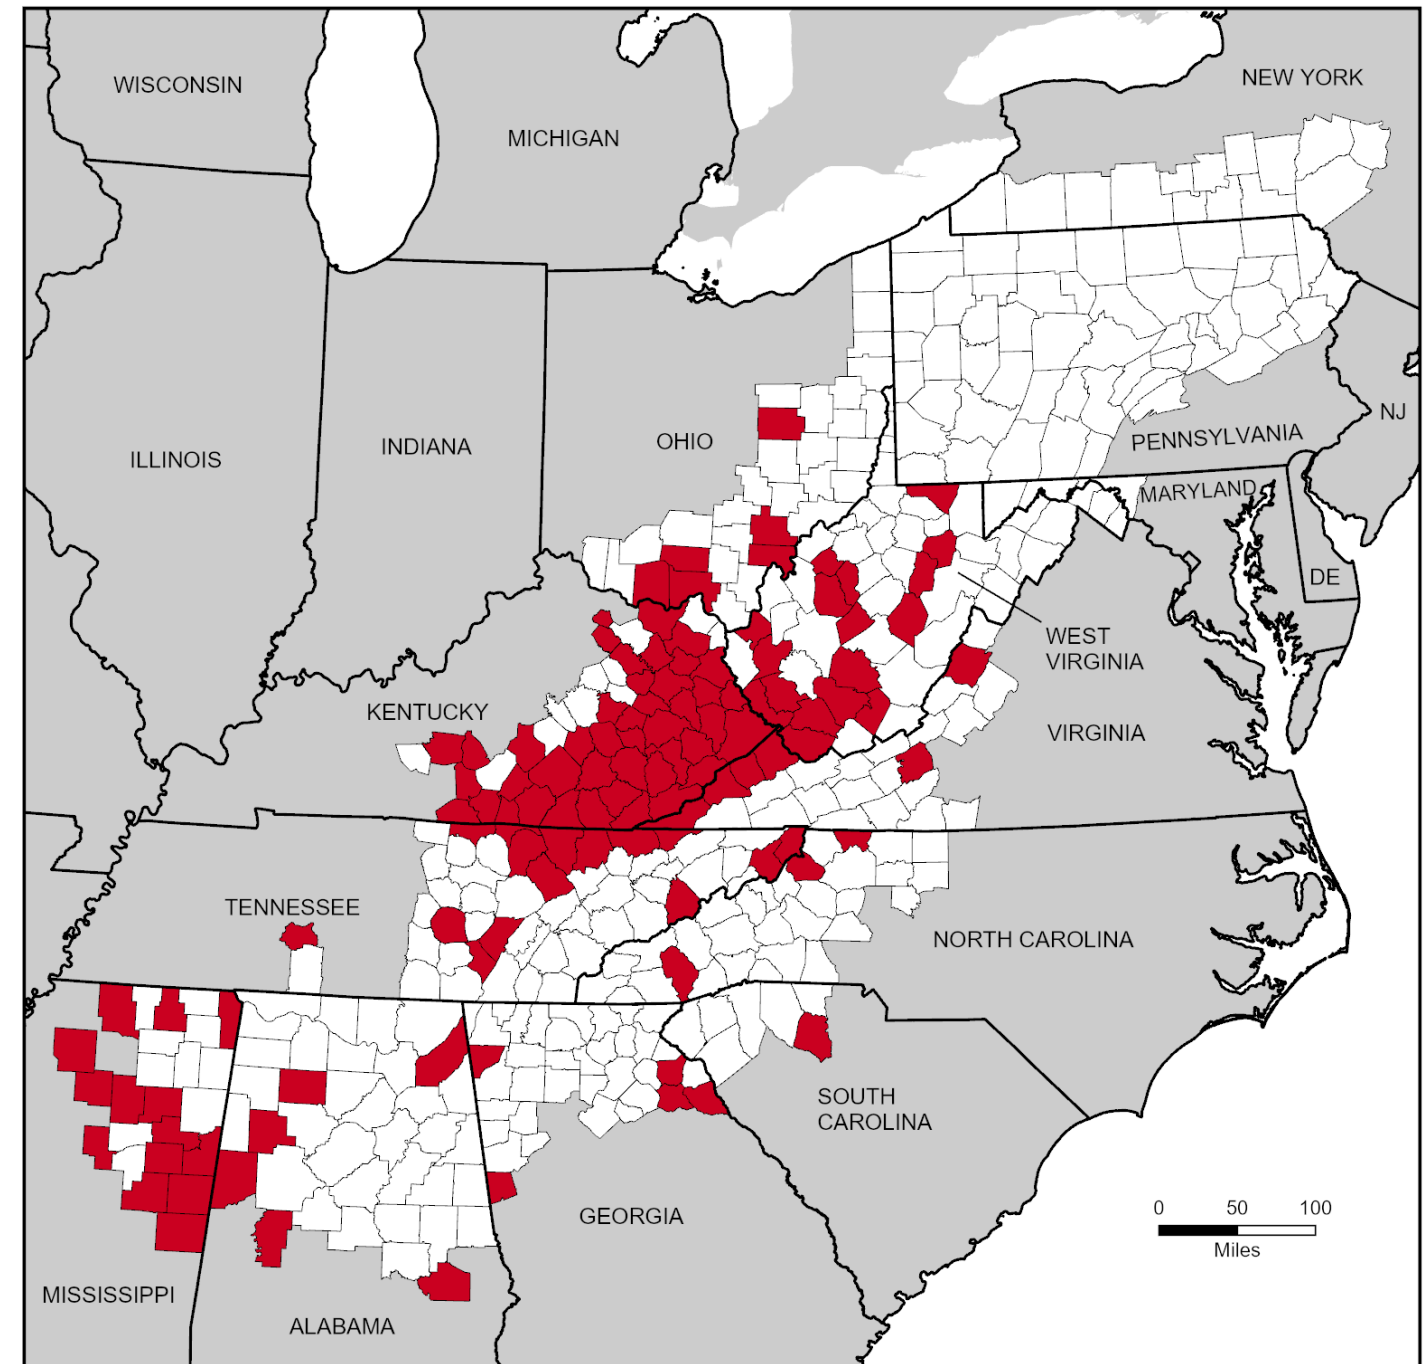 WISCONSIN
NEW YORK
MICHIGAN
NJ
OHIO
PENNSYLVANIA
INDIANA
ILLINOIS
MARYLAND
DE
WEST
VIRGINIA
KENTUCKY
VIRGINIA
TENNESSEE
NORTH CAROLINA
SOUTH
CAROLINA
0 50 100
Miles
GEORGIA
MISSISSIPPI
ALABAMA